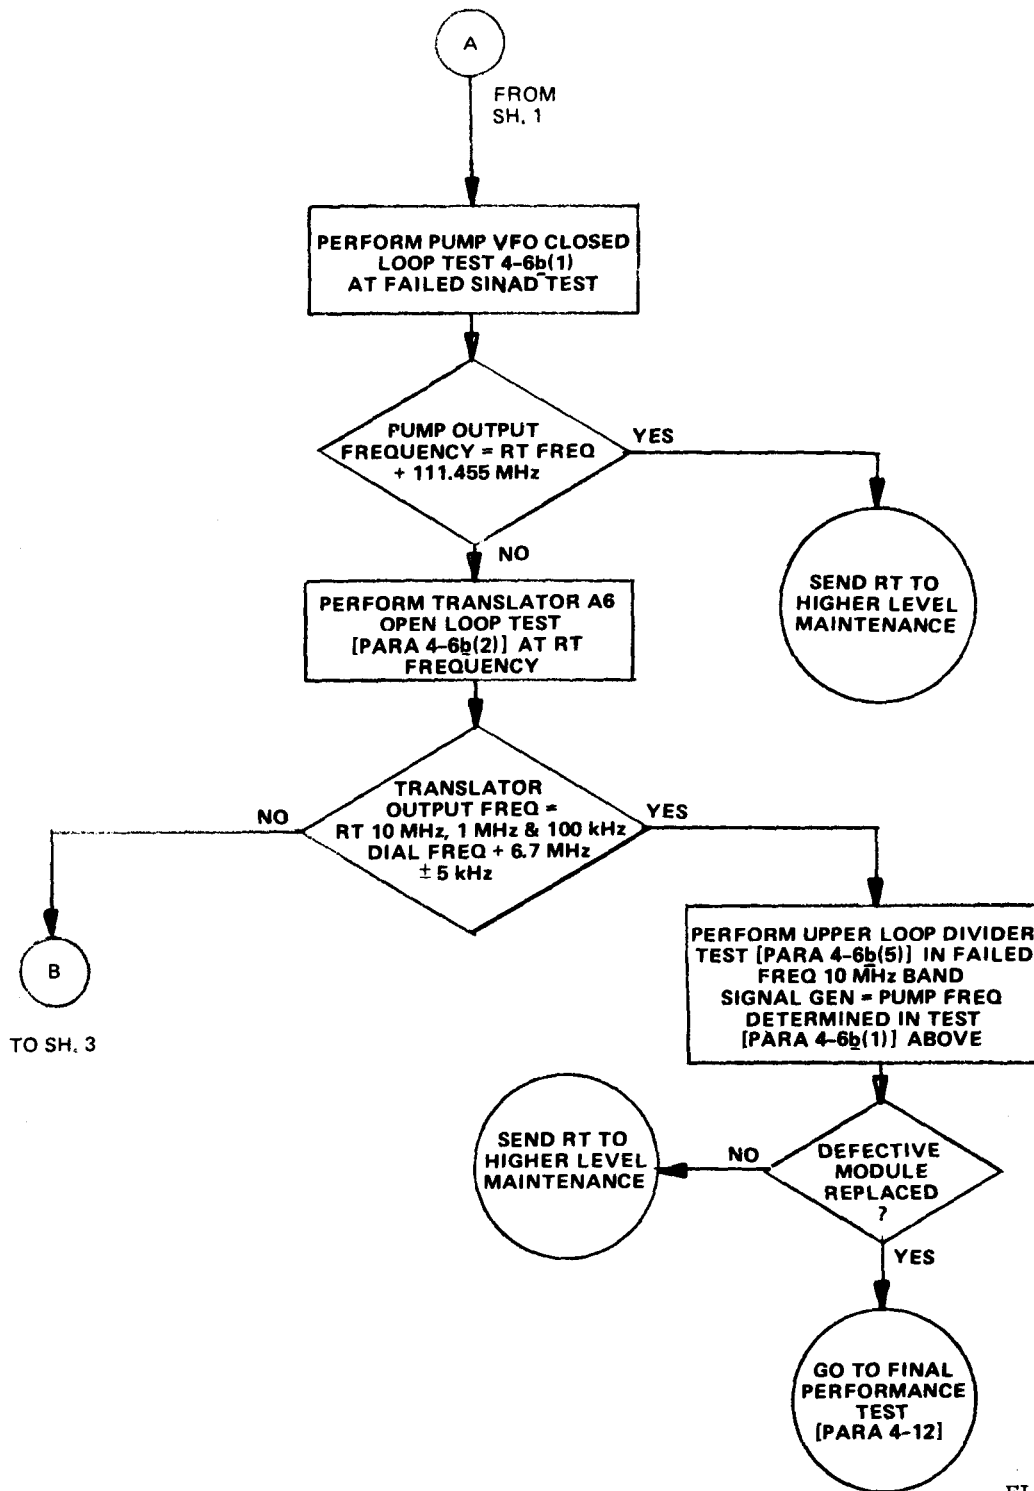 A
FROM
SH. 1
PERFORM PUMP VFO CLOSED
LOOP TEST 4-6b(1)
AT FAILED SINAD TEST
PUMP OUTPUT
FREQUENCY = RT FREQ
+ 111.455 MHz
YES
NO
SEND RT TO
HIGHER LEVEL
MAINTENANCE
PERFORM TRANSLATOR A6
OPEN LOOP TEST
[PARA 4-6b(2)] AT RT
FREQUENCY
TRANSLATOR
OUTPUT FREQ =
RT 10 MHz, 1 MHz & 100 kHz
DIAL FREQ + 6.7 MHz
± 5 kHz
NO
YES
B
TO SH. 3
PERFORM UPPER LOOP DIVIDER
TEST [PARA 4-6b(5)] IN FAILED
FREQ 10 MHz BAND
SIGNAL GEN = PUMP FREQ
DETERMINED IN TEST
[PARA 4-6b(1)] ABOVE
DEFECTIVE
MODULE
REPLACED
?
NO
SEND RT TO
HIGHER LEVEL
MAINTENANCE
YES
GO TO FINAL
PERFORMANCE
TEST
[PARA 4-12]